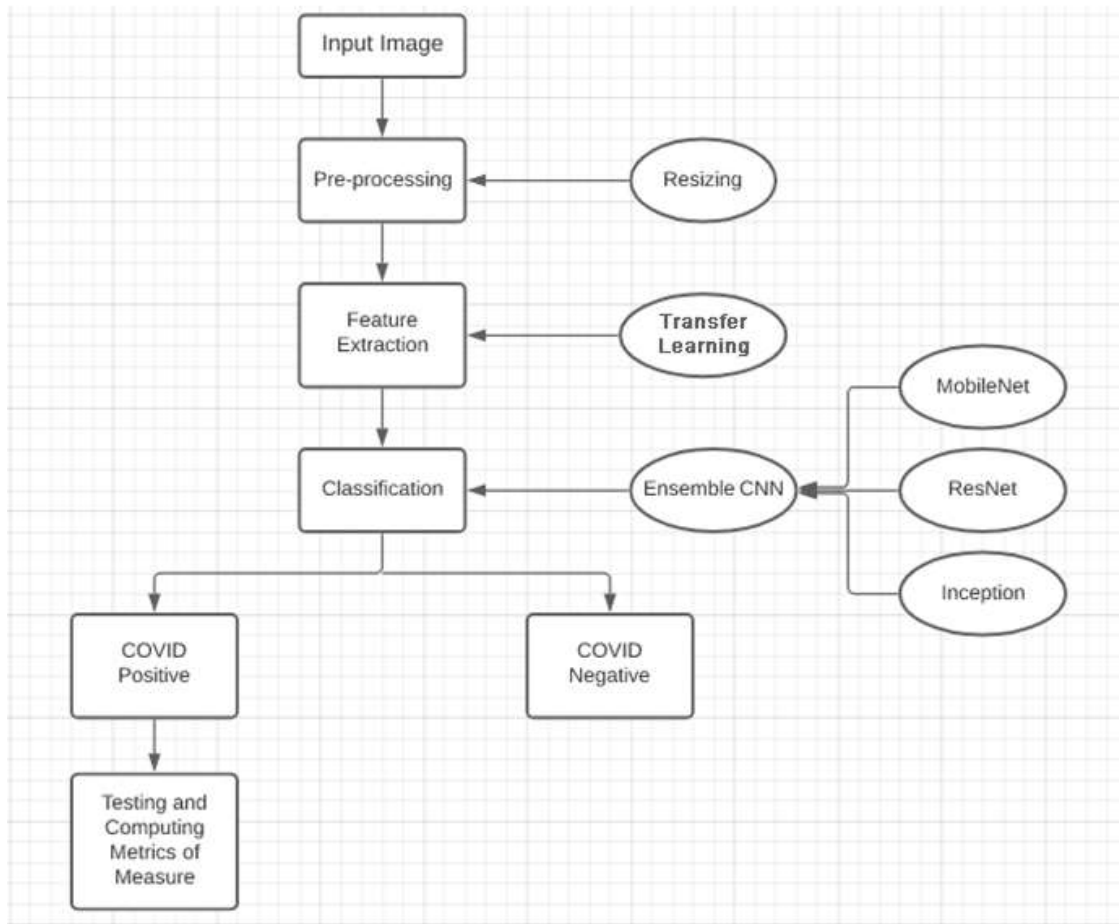 Input Image
Pre-processing
Resizing
Feature
Extraction
Transfer
Learning
MobileNet
Classification
Ensemble CNN
ResNet
Inception
COVID
Positive
COVID
Negative
Testing and
Computing
Metrics of
Measure